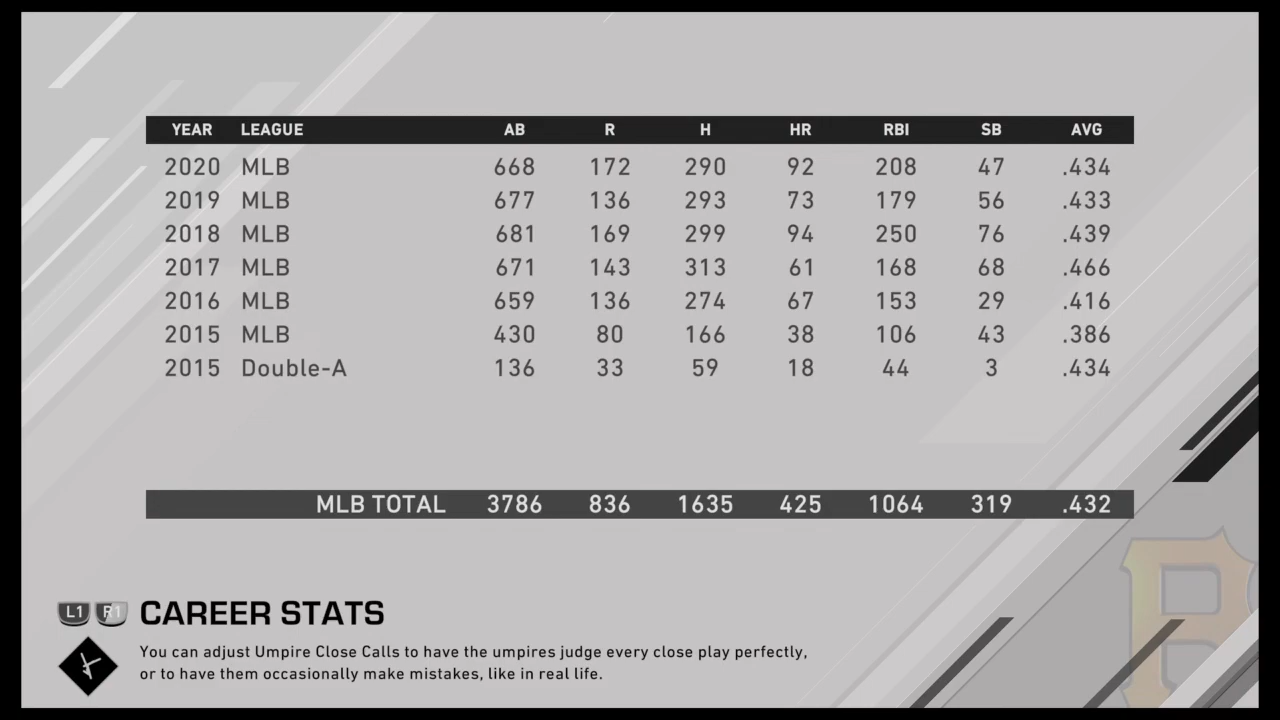 YEAR LEAGUE AB R H HR RBI SB AVG
2020 MLB 668 172 290 92 208 47 .434
2019 MLB 677 136 293 73 179 56 .433
2018 MLB 681 169 299 94 250 76 .439
2017 MLB 671 143 313 61 168 68 .466
2016 MLB 659 136 274 67 153 29 .416
2015 MLB 430 80 166 38 106 43 .386
2015 Double-A 136 33 59 18 44 3 .434
MLB TOTAL 3786 836 1635 425 1064 319 .432
L1 R1 CAREER STATS
You can adjust Umpire Close Calls to have the umpires judge every close play perfectly,
or to have them occasionally make mistakes, like in real life.
P